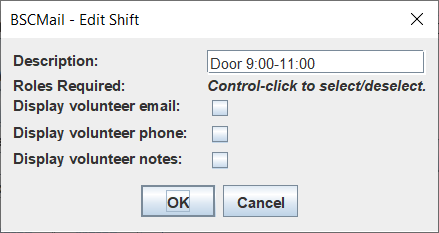 BSCMail - Edit Shift
Description: Door 9:00-11:00
Roles Required: Control-click to select/deselect.
Display volunteer email:
Display volunteer phone:
Display volunteer notes:
OK Cancel